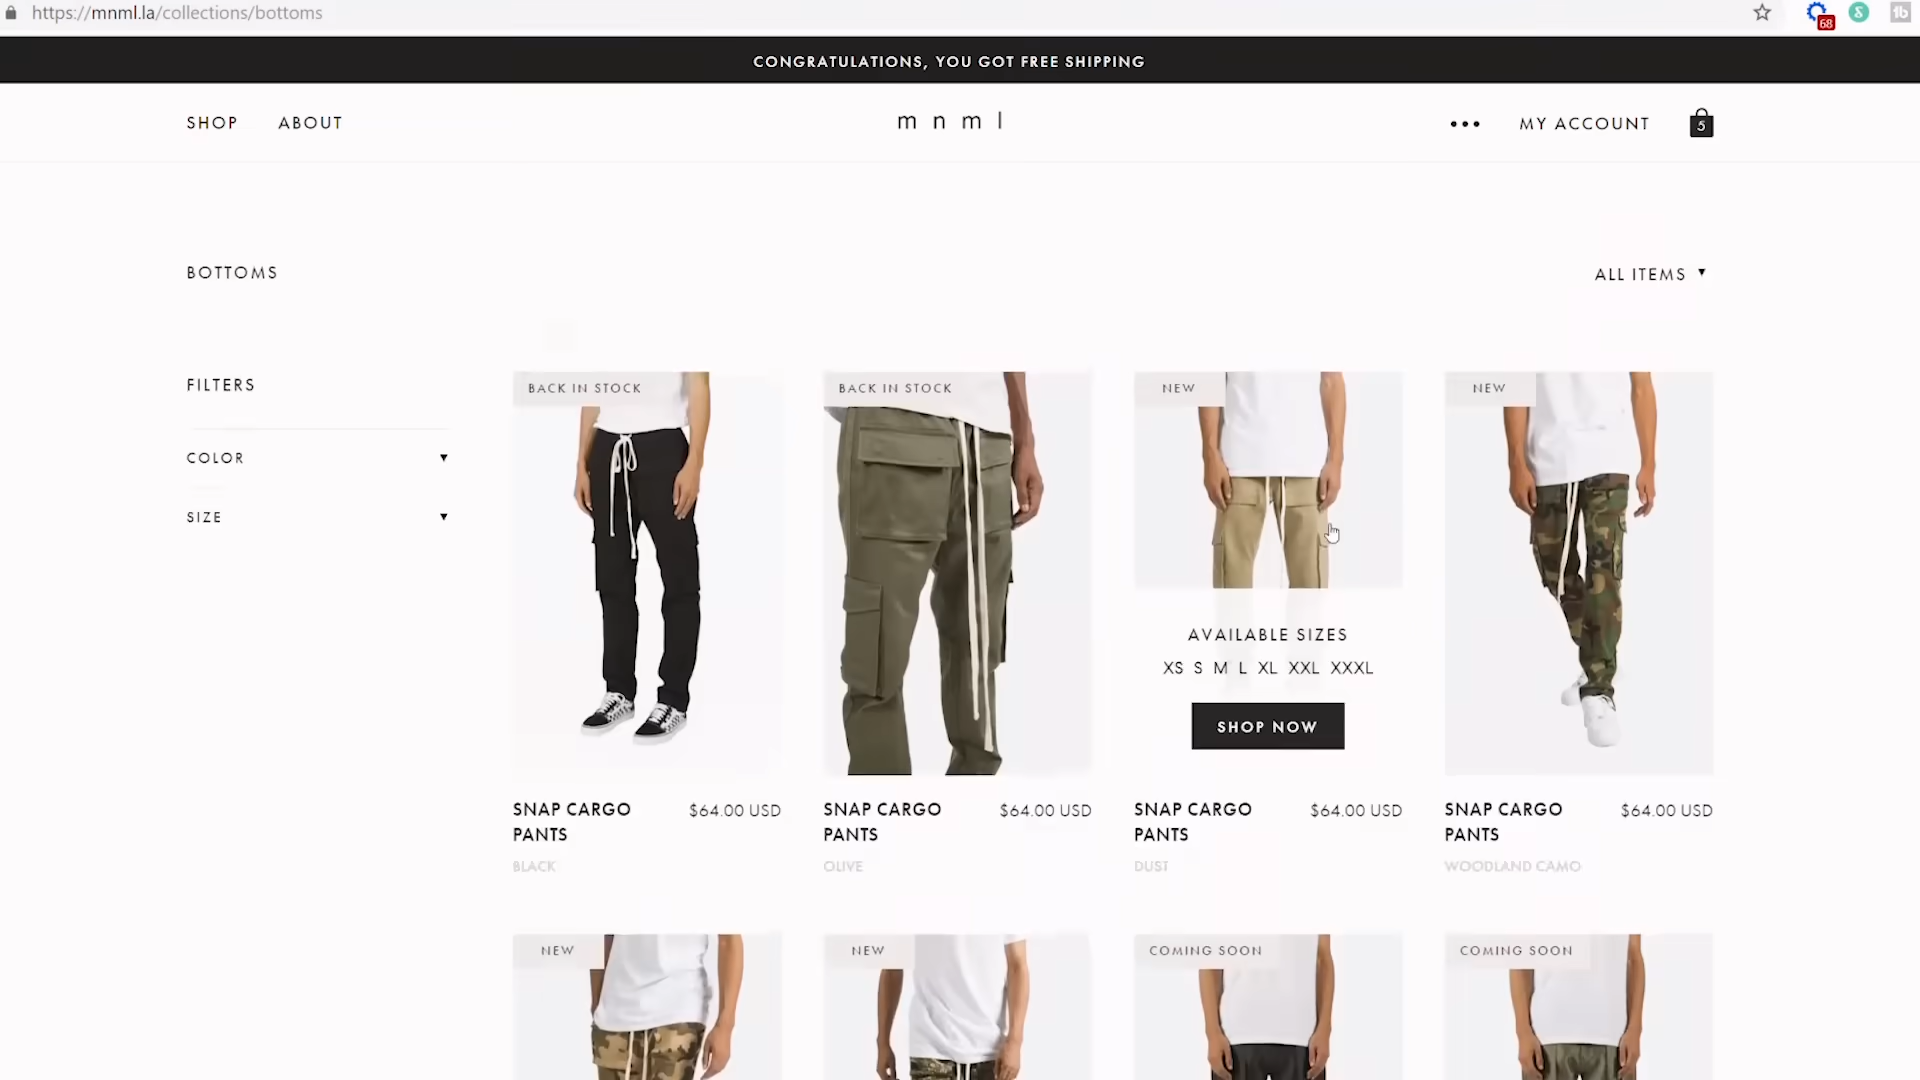 https://mnml.la/collections/bottoms
68
tb
CONGRATULATIONS, YOU GOT FREE SHIPPING
SHOP
ABOUT
mnml
•••
MY ACCOUNT
5
BOTTOMS
ALL ITEMS
FILTERS
COLOR
SIZE
BACK IN STOCK
BACK IN STOCK
NEW
NEW
AVAILABLE SIZES
XS S M L XL XXL XXXL
SHOP NOW
SNAP CARGO
PANTS
$64.00 USD
BLACK
SNAP CARGO
PANTS
$64.00 USD
OLIVE
SNAP CARGO
PANTS
$64.00 USD
DUST
SNAP CARGO
PANTS
$64.00 USD
WOODLAND CAMO
NEW
NEW
COMING SOON
COMING SOON